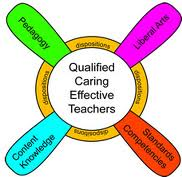 Pedagogy
Liberal Arts
dispositions
Qualified
Caring
Effective
Teachers
dispositions
dispositions
dispositions
Content
Knowledge
Standards
Competencies